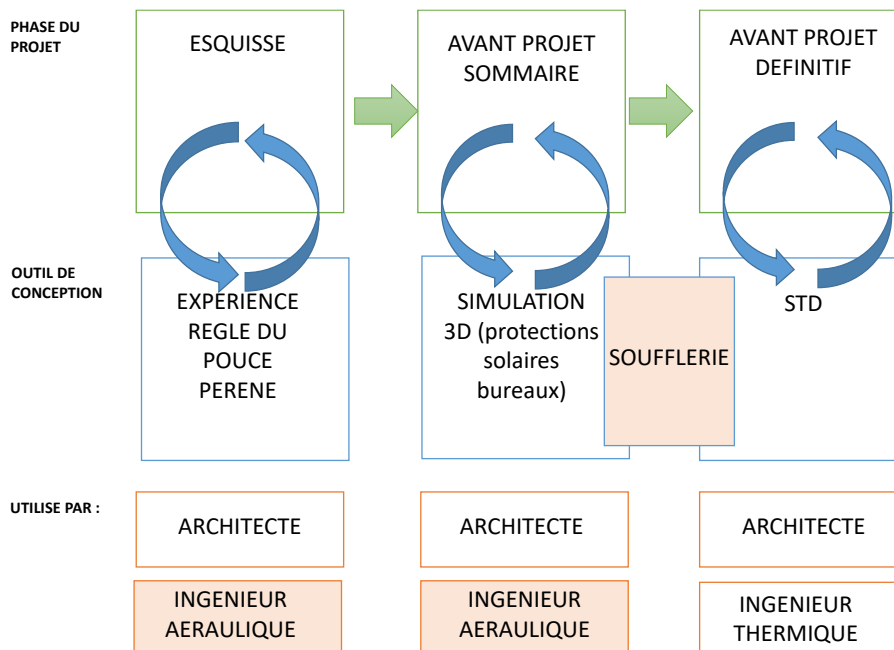 PHASE DU
PROJET
ESQUISSE
AVANT PROJET
SOMMAIRE
AVANT PROJET
DEFINITIF
OUTIL DE
CONCEPTION
EXPERIENCE
REGLE DU
POUCE
PERENE
SIMULATION
3D (protections
solaires
bureaux)
SOUFFLERIE
STD
UTILISE PAR :
ARCHITECTE
ARCHITECTE
ARCHITECTE
INGENIEUR
AERAULIQUE
INGENIEUR
AERAULIQUE
INGENIEUR
THERMIQUE